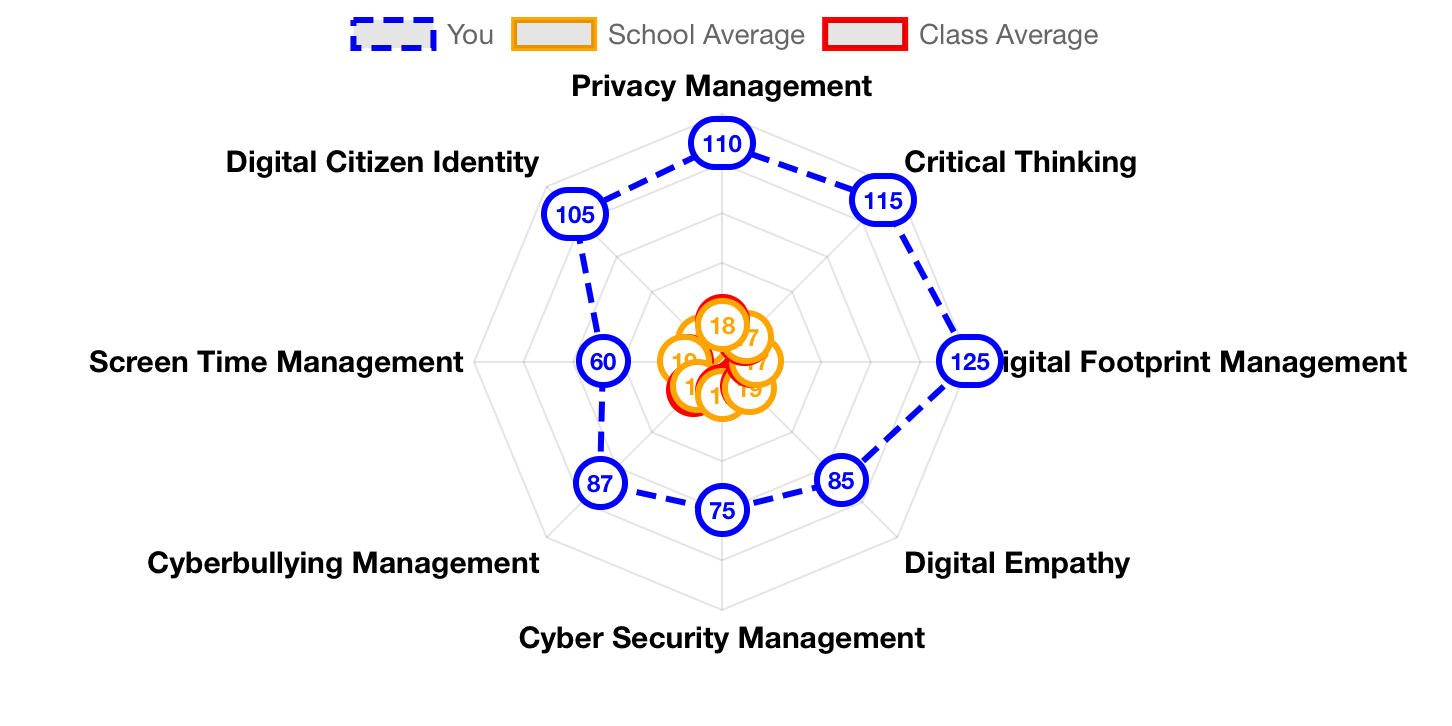 You School Average Class Average
Privacy Management
Digital Citizen Identity
Critical Thinking
110
115
105
18
Screen Time Management
60
125
igital Footprint Management
19
87
75
85
Cyberbullying Management
Digital Empathy
Cyber Security Management